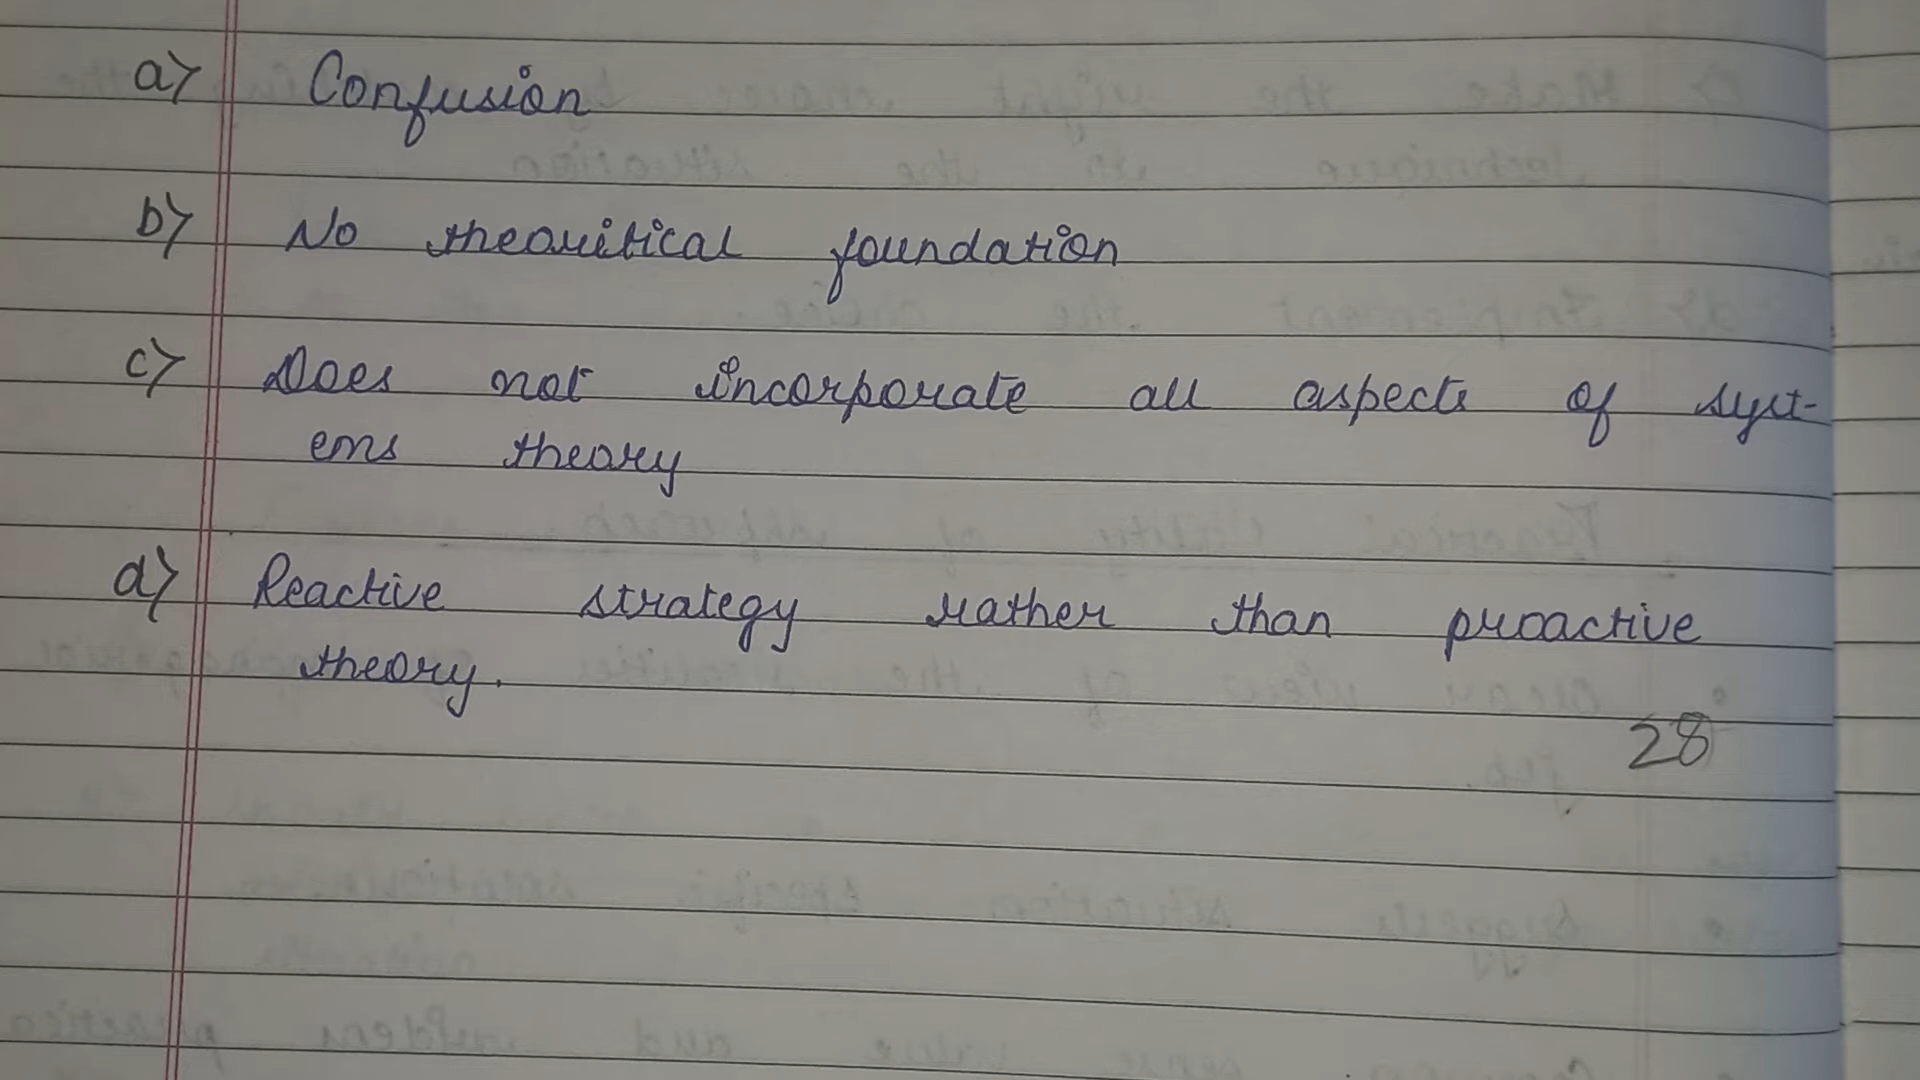 a) Confusion
b) No theoritical foundation
c) Does not incorporate all aspects of syst-
ems theory
d) Reactive strategy rather than proactive
theory.
28